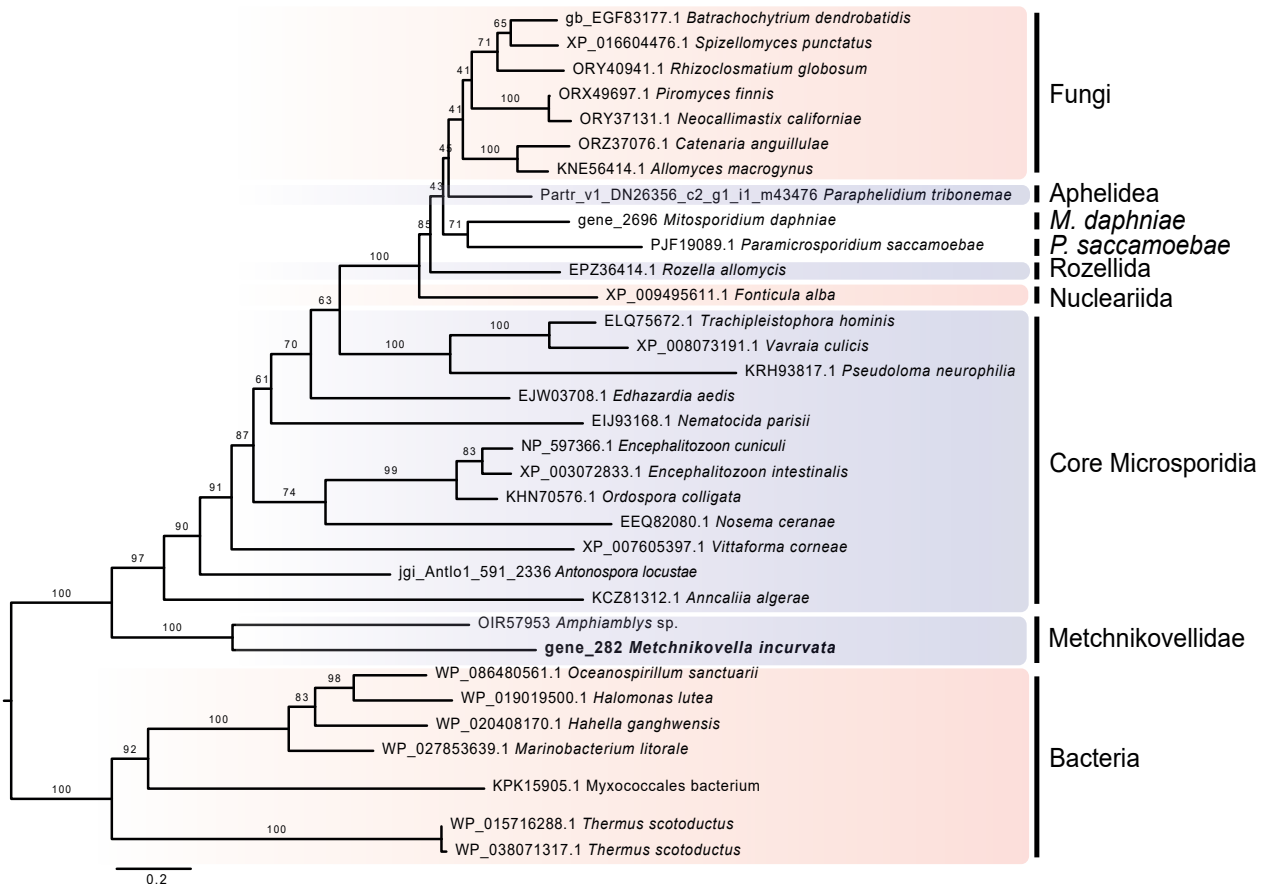 gb_EGF83177.1 Batrachochytrium dendrobatidis
XP_016604476.1 Spizellomyces punctatus
ORY40941.1 Rhizoclosmatium globosum
ORX49697.1 Piromyces finnis
ORY37131.1 Neocallimastix californiae
ORZ37076.1 Catenaria anguillulae
KNE56414.1 Allomyces macrogynus
Partr_v1_DN26356_c2_g1_i1_m43476 Paraphelidium tribonemae
gene_2696 Mitosporidium daphniae
PJF19089.1 Paramicrosporidium saccamoebae
EPZ36414.1 Rozella allomycis
XP_009495611.1 Fonticula alba
ELQ75672.1 Trachipleistophora hominis
XP_008073191.1 Vavraia culicis
KRH93817.1 Pseudoloma neurophilia
EJW03708.1 Edhazardia aedis
EIJ93168.1 Nematocida parisii
NP_597366.1 Encephalitozoon cuniculi
XP_003072833.1 Encephalitozoon intestinalis
KHN70576.1 Ordospora colligata
EEQ82080.1 Nosema ceranae
XP_007605397.1 Vittaforma corneae
jgi_Antlo1_591_2336 Antonospora locustae
KCZ81312.1 Anncaliia algerae
OIR57953 Amphiamblys sp.
gene_282 Metchnikovella incurvata
WP_086480561.1 Oceanospirillum sanctuarii
WP_019019500.1 Halomonas lutea
WP_020408170.1 Hahella ganghwensis
WP_027853639.1 Marinobacterium litorale
KPK15905.1 Myxococcales bacterium
WP_015716288.1 Thermus scotoductus
WP_038071317.1 Thermus scotoductus
Fungi
Aphelidea
M. daphniae
P. saccamoebae
Rozellida
Nucleariida
Core Microsporidia
Metchnikovellidae
Bacteria
65
71
41
100
41
100
45
43
71
85
100
63
100
100
70
61
87
83
99
74
91
90
97
100
100
98
83
100
92
100
100
0.2